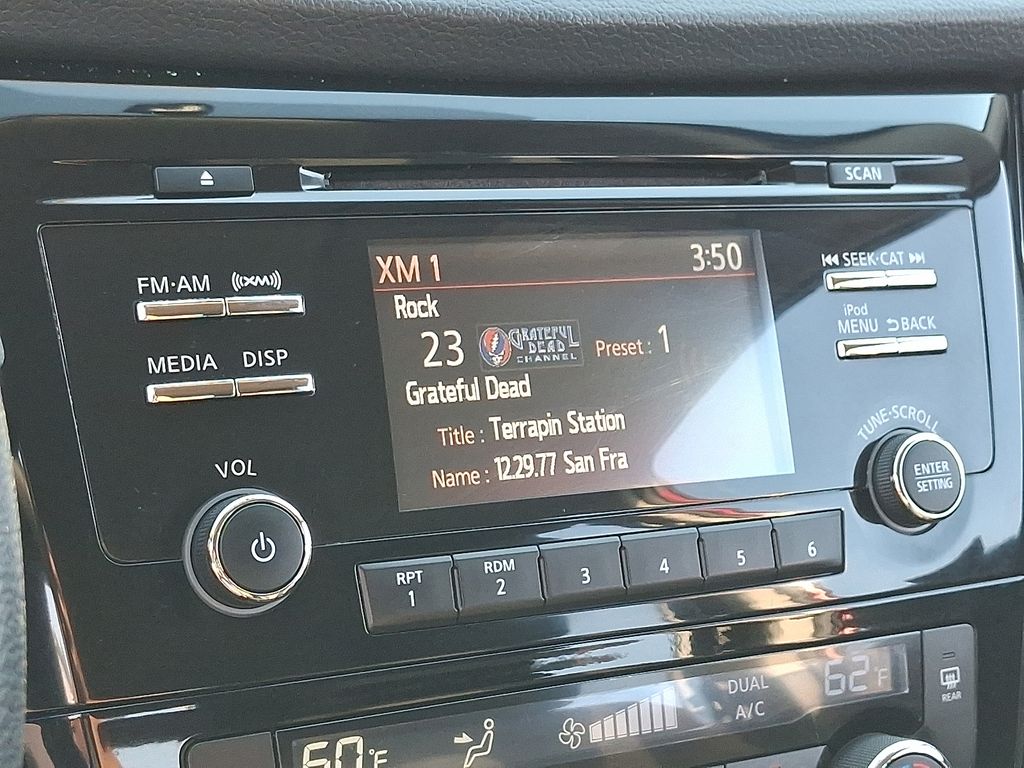 SCAN
FM·AM ((XM))
MEDIA DISP
VOL
XM 1 3:50
Rock
23 GRATEFUL DEAD CHANNEL Preset : 1
Grateful Dead
Title : Terrapin Station
Name : 12.29.77 San Fra
SEEK·CAT
iPod
MENU BACK
TUNE·SCROLL
ENTER
SETTING
RPT 1
RDM 2
3
4
5
6
60°F
DUAL
A/C
62°F
REAR